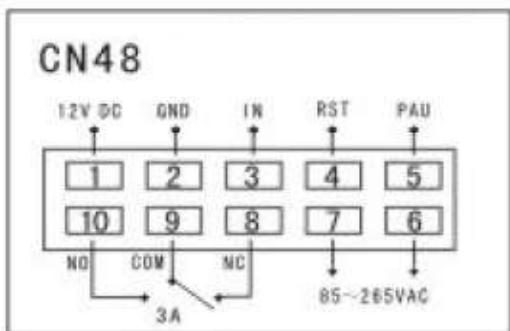 CN48
12V DC GND IN RST PAU
1 2 3 4 5
10 9 8 7 6
NO COM NC
85~265VAC
3A